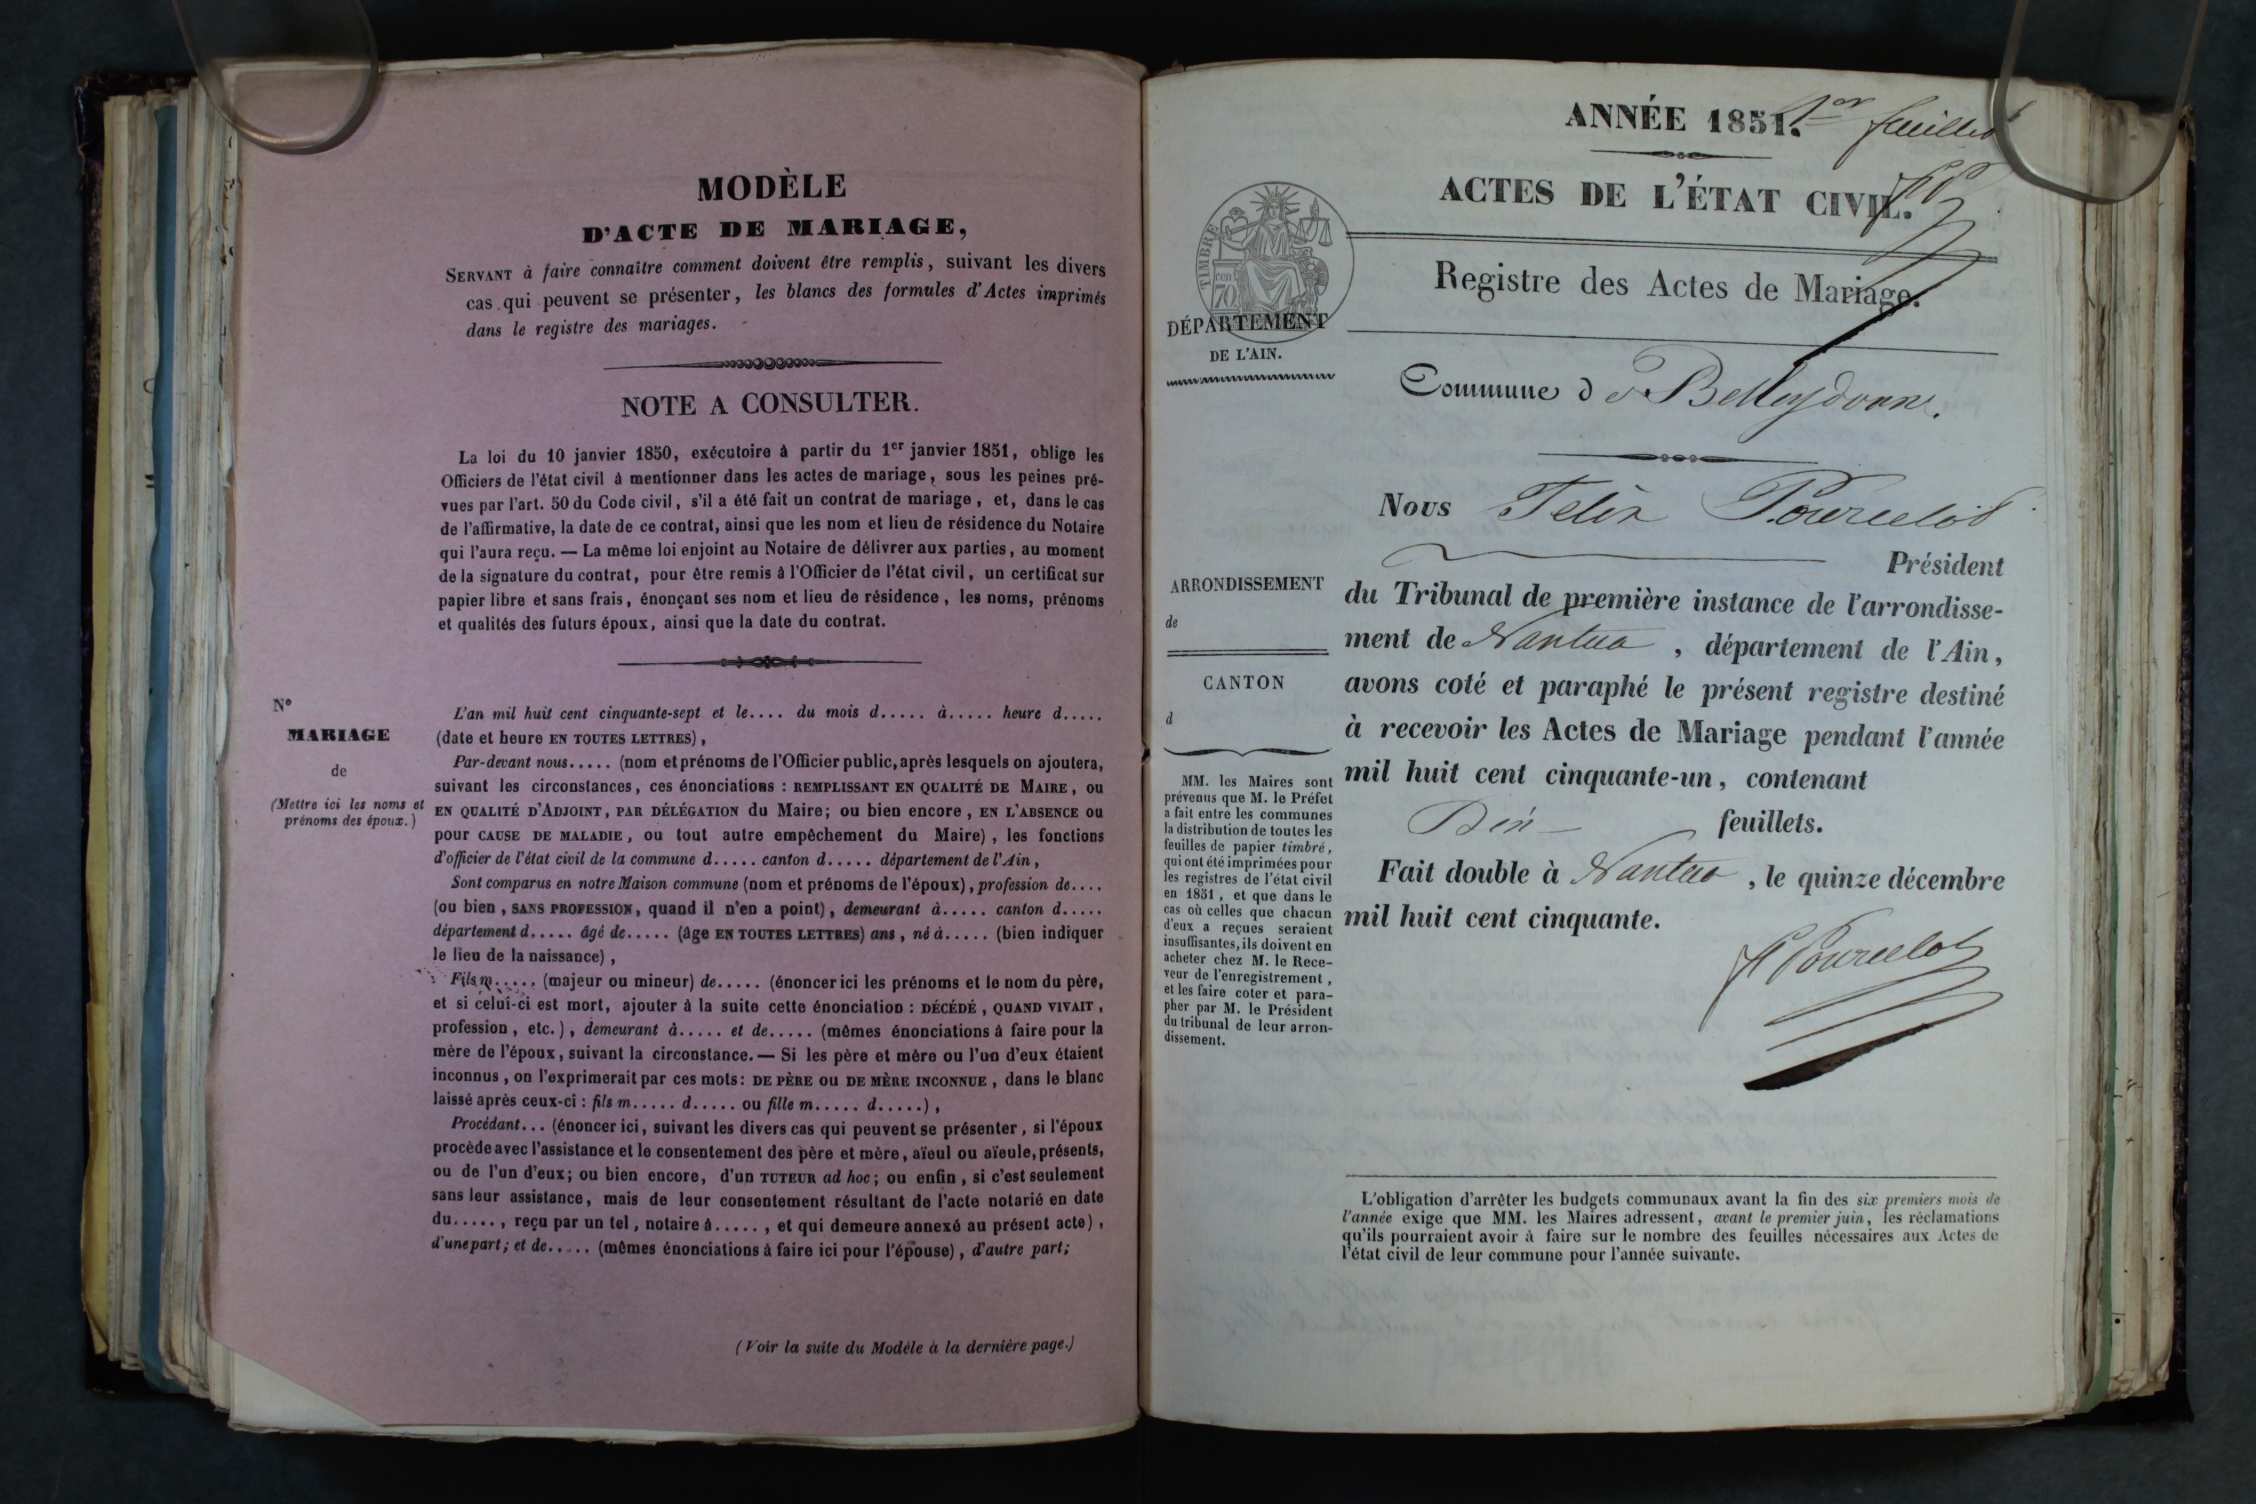 MODÈLE
D'ACTE DE MARIAGE,
SERVANT à faire connaître comment doivent être remplis, suivant les divers
cas qui peuvent se présenter, les blancs des formules d'Actes imprimés
dans le registre des mariages.
NOTE A CONSULTER.
La loi du 10 janvier 1850, exécutoire à partir du 1er janvier 1851, oblige les
Officiers de l'état civil à mentionner dans les actes de mariage, sous les peines pré-
vues par l'art. 50 du Code civil, s'il a été fait un contrat de mariage, et, dans le cas
de l'affirmative, la date de ce contrat, ainsi que les nom et lieu de résidence du Notaire
qui l'aura reçu. — La même loi enjoint au Notaire de délivrer aux parties, au moment
de la signature du contrat, pour être remis à l'Officier de l'état civil, un certificat sur
papier libre et sans frais, énonçant ses nom et lieu de résidence, les noms, prénoms
et qualités des futurs époux, ainsi que la date du contrat.
N°
MARIAGE
de
(Mettre ici les noms et
prénoms des époux.)
L'an mil huit cent cinquante-sept et le.... du mois d..... à..... heure d.....
(date et heure EN TOUTES LETTRES),
Par-devant nous..... (nom et prénoms de l'Officier public, après lesquels on ajoutera,
suivant les circonstances, ces énonciations : REMPLISSANT EN QUALITÉ DE MAIRE, OU
EN QUALITÉ D'ADJOINT, PAR DÉLÉGATION du Maire; ou bien encore, EN L'ABSENCE OU
pour CAUSE DE MALADIE, ou tout autre empêchement du Maire), les fonctions
d'officier de l'état civil de la commune d..... canton d..... département de l'Ain,
Sont comparus en notre Maison commune (nom et prénoms de l'époux), profession de....
(ou bien, SANS PROFESSION, quand il n'en a point), demeurant à..... canton d.....
département d..... âgé de..... (âge EN TOUTES LETTRES) ans, né à..... (bien indiquer
le lieu de la naissance),
Fils m..... (majeur ou mineur) de..... (énoncer ici les prénoms et le nom du père,
et si celui-ci est mort, ajouter à la suite cette énonciation : DÉCÉDÉ, QUAND VIVAIT,
profession, etc.), demeurant à..... et de..... (mêmes énonciations à faire pour la
mère de l'époux, suivant la circonstance. — Si les père et mère ou l'un d'eux étaient
inconnus, on l'exprimerait par ces mots: DE PÈRE OU DE MÈRE INCONNUE, dans le blanc
laissé après ceux-ci : fils m..... d..... ou fille m..... d.....),
Procédant... (énoncer ici, suivant les divers cas qui peuvent se présenter, si l'époux
procède avec l'assistance et le consentement des père et mère, aïeul ou aïeule, présents,
ou de l'un d'eux; ou bien encore, d'un TUTEUR ad hoc; ou enfin, si c'est seulement
sans leur assistance, mais de leur consentement résultant de l'acte notarié en date
du....., reçu par un tel, notaire à....., et qui demeure annexé au présent acte),
d'une part; et de..... (mêmes énonciations à faire ici pour l'épouse), d'autre part;
(Voir la suite du Modèle à la dernière page.)
ANNÉE 1851. 1er feuillet
ACTES DE L'ÉTAT CIVIL.
TIMBRE
70
Registre des Actes de Mariage.
DÉPARTEMENT
DE L'AIN.
Commune d e Belleydoux.
Nous Felix Pourcelot
Président
ARRONDISSEMENT
de
CANTON
d
MM. les Maires sont
prévenus que M. le Préfet
a fait entre les communes
la distribution de toutes les
feuilles de papier timbré,
qui ont été imprimées pour
les registres de l'état civil
en 1851, et que dans le
cas où celles que chacun
d'eux a reçues seraient
insuffisantes, ils doivent en
acheter chez M. le Rece-
veur de l'enregistrement,
et les faire coter et para-
pher par M. le Président
du tribunal de leur arron-
dissement.
du Tribunal de première instance de l'arrondisse-
ment de Nantua, département de l'Ain,
avons coté et paraphé le présent registre destiné
à recevoir les Actes de Mariage pendant l'année
mil huit cent cinquante-un, contenant
Dix feuillets.
Fait double à Nantua, le quinze décembre
mil huit cent cinquante.
F Pourcelot
L'obligation d'arrêter les budgets communaux avant la fin des six premiers mois de
l'année exige que MM. les Maires adressent, avant le premier juin, les réclamations
qu'ils pourraient avoir à faire sur le nombre des feuilles nécessaires aux Actes de
l'état civil de leur commune pour l'année suivante.